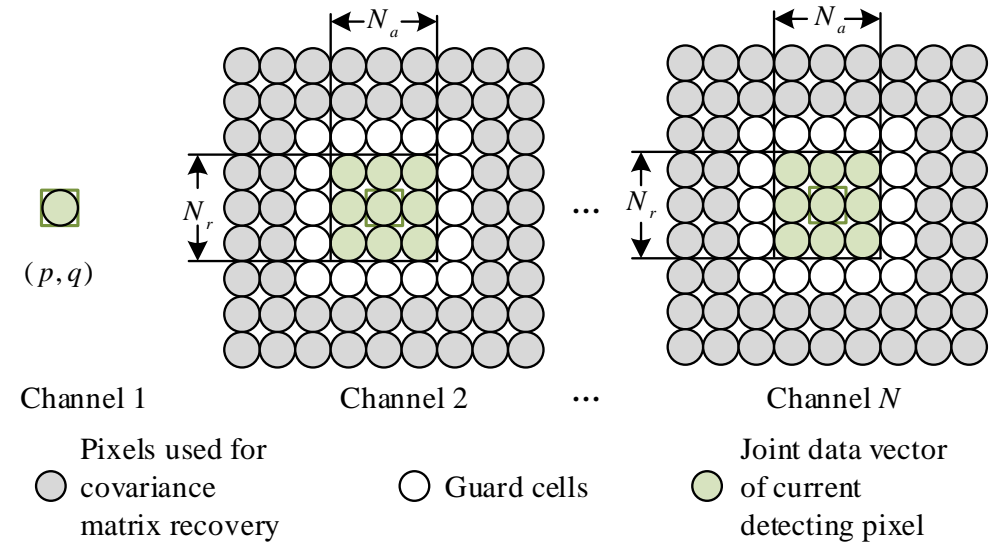 N_a
N_a
N_r
...
N_r
(p, q)
Channel 1
Channel 2
...
Channel N
Pixels used for
covariance
matrix recovery
Guard cells
Joint data vector
of current
detecting pixel